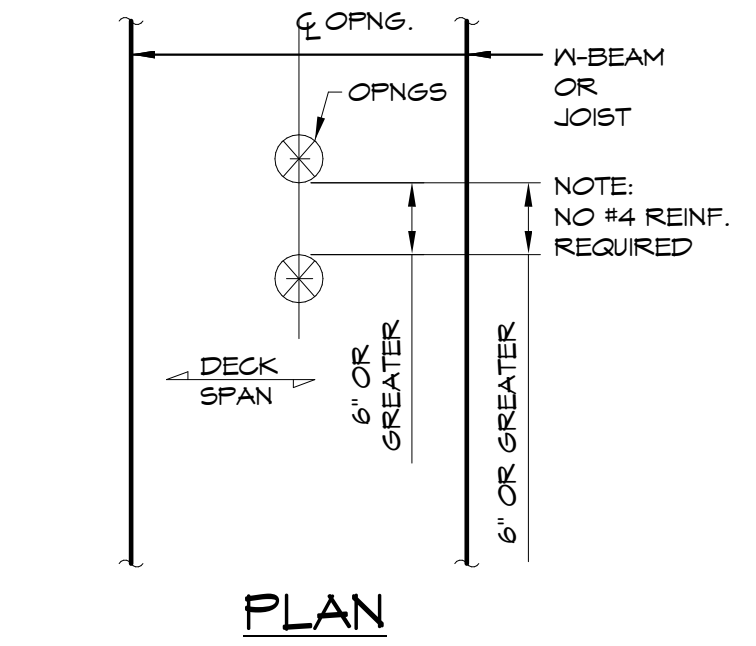 ℄ OPNG.
W-BEAM
OR
JOIST
OPNGS
NOTE:
NO #4 REINF.
REQUIRED
DECK
SPAN
6" OR
GREATER
6" OR GREATER
PLAN